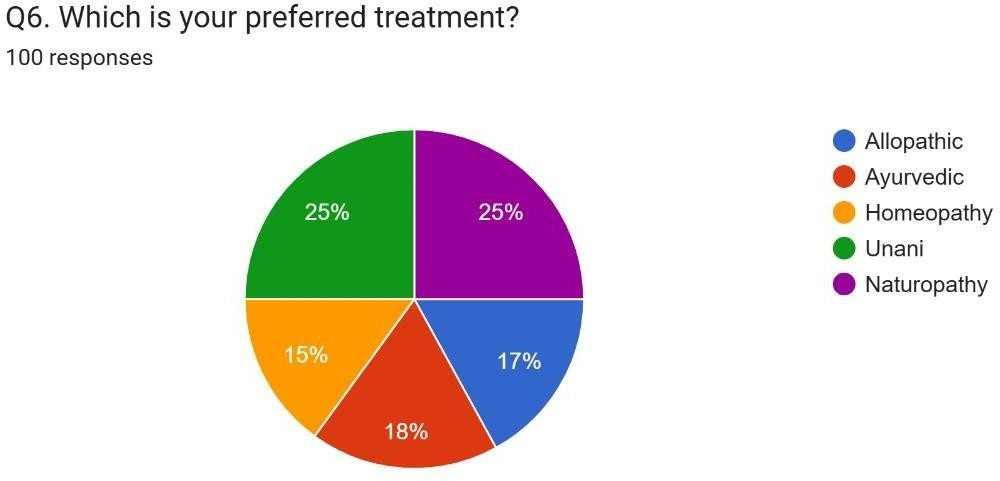 Q6. Which is your preferred treatment?
100 responses
25%
25%
15%
17%
18%
Allopathic
Ayurvedic
Homeopathy
Unani
Naturopathy